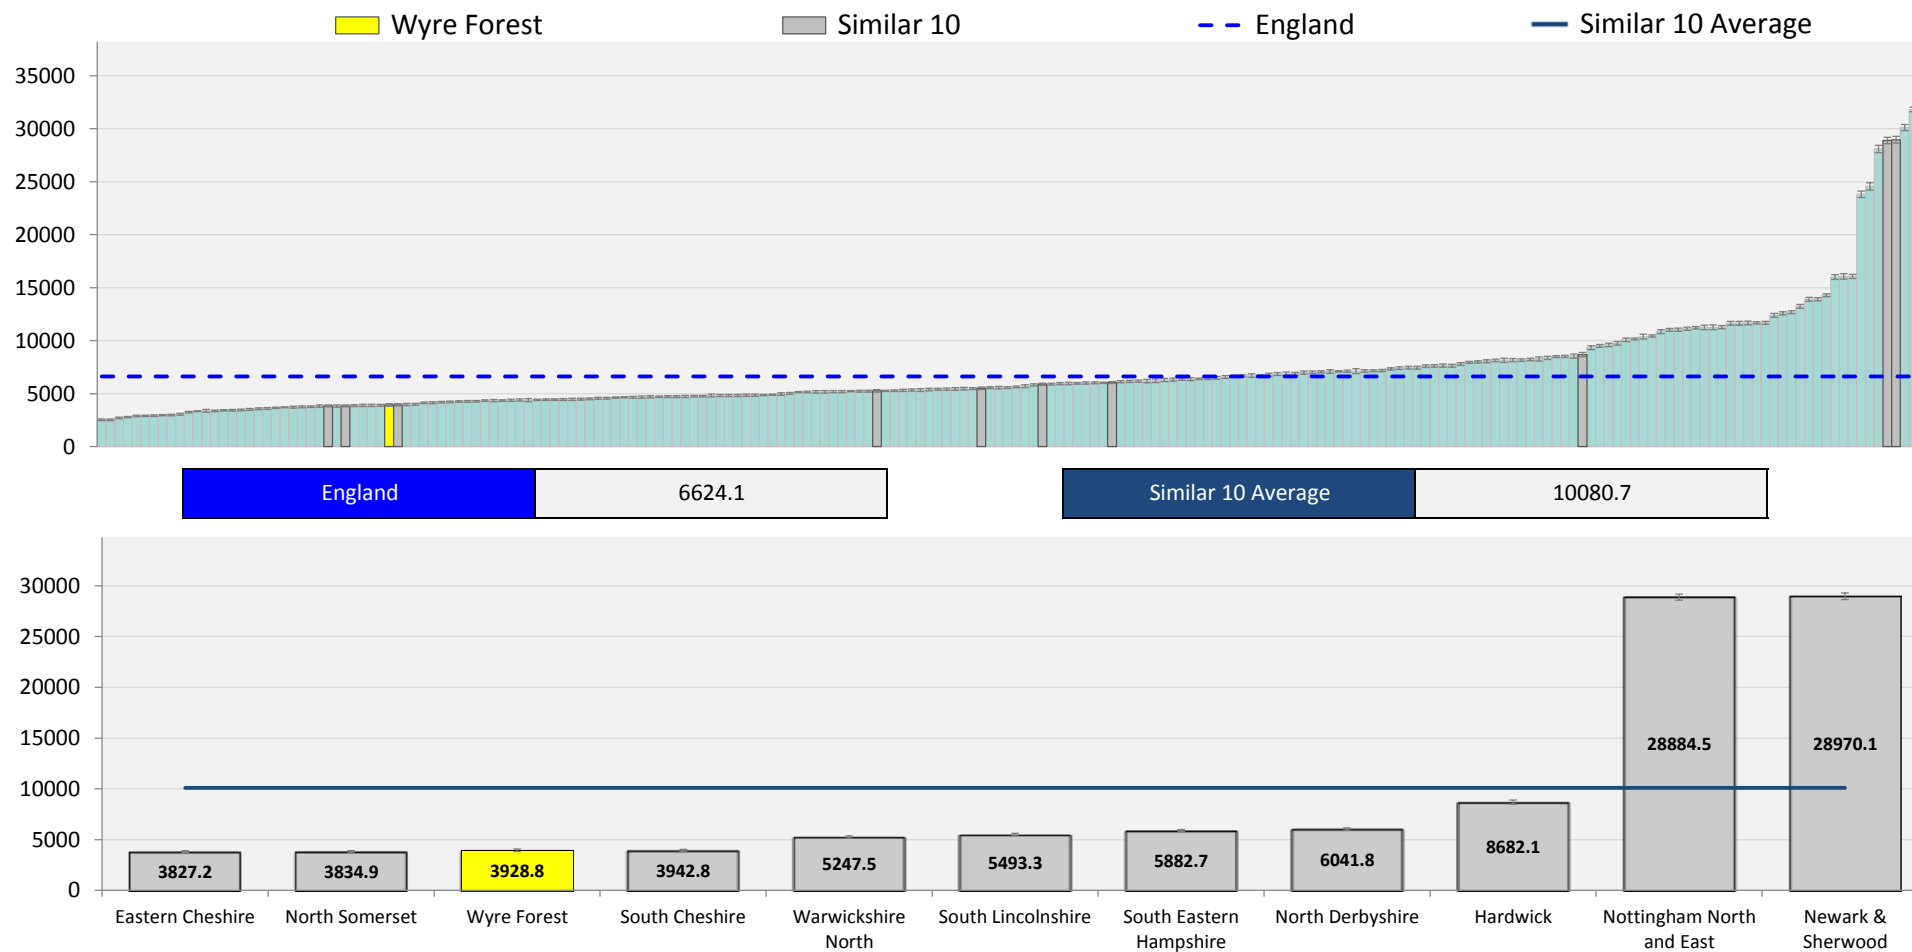 Wyre Forest
Similar 10
England
Similar 10 Average
35000
30000
25000
20000
15000
10000
5000
0
England
6624.1
Similar 10 Average
10080.7
30000
25000
20000
15000
10000
5000
0
3827.2
3834.9
3928.8
3942.8
5247.5
5493.3
5882.7
6041.8
8682.1
28884.5
28970.1
Eastern Cheshire
North Somerset
Wyre Forest
South Cheshire
Warwickshire
North
South Lincolnshire
South Eastern
Hampshire
North Derbyshire
Hardwick
Nottingham North
and East
Newark &
Sherwood